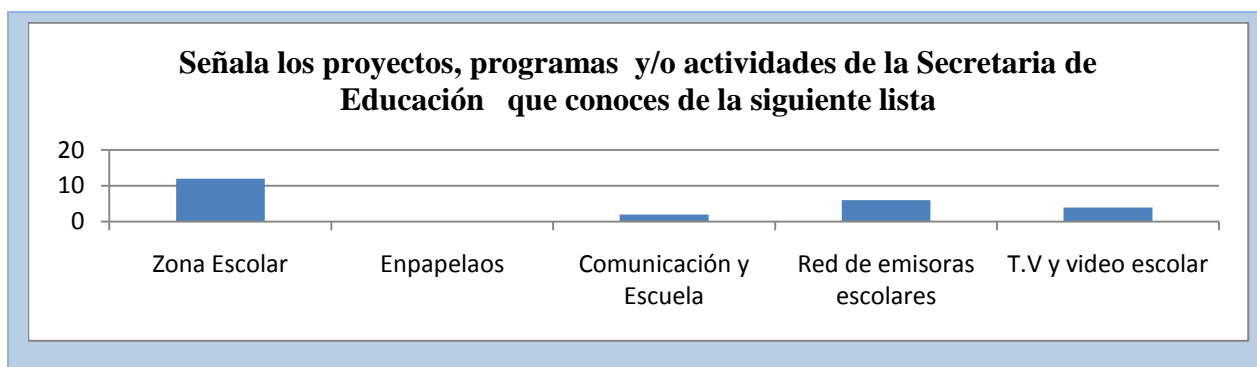 Señala los proyectos, programas y/o actividades de la Secretaria de
Educación que conoces de la siguiente lista
20
10
0
Zona Escolar
Enpapelaos
Comunicación y
Escuela
Red de emisoras
escolares
T.V y video escolar